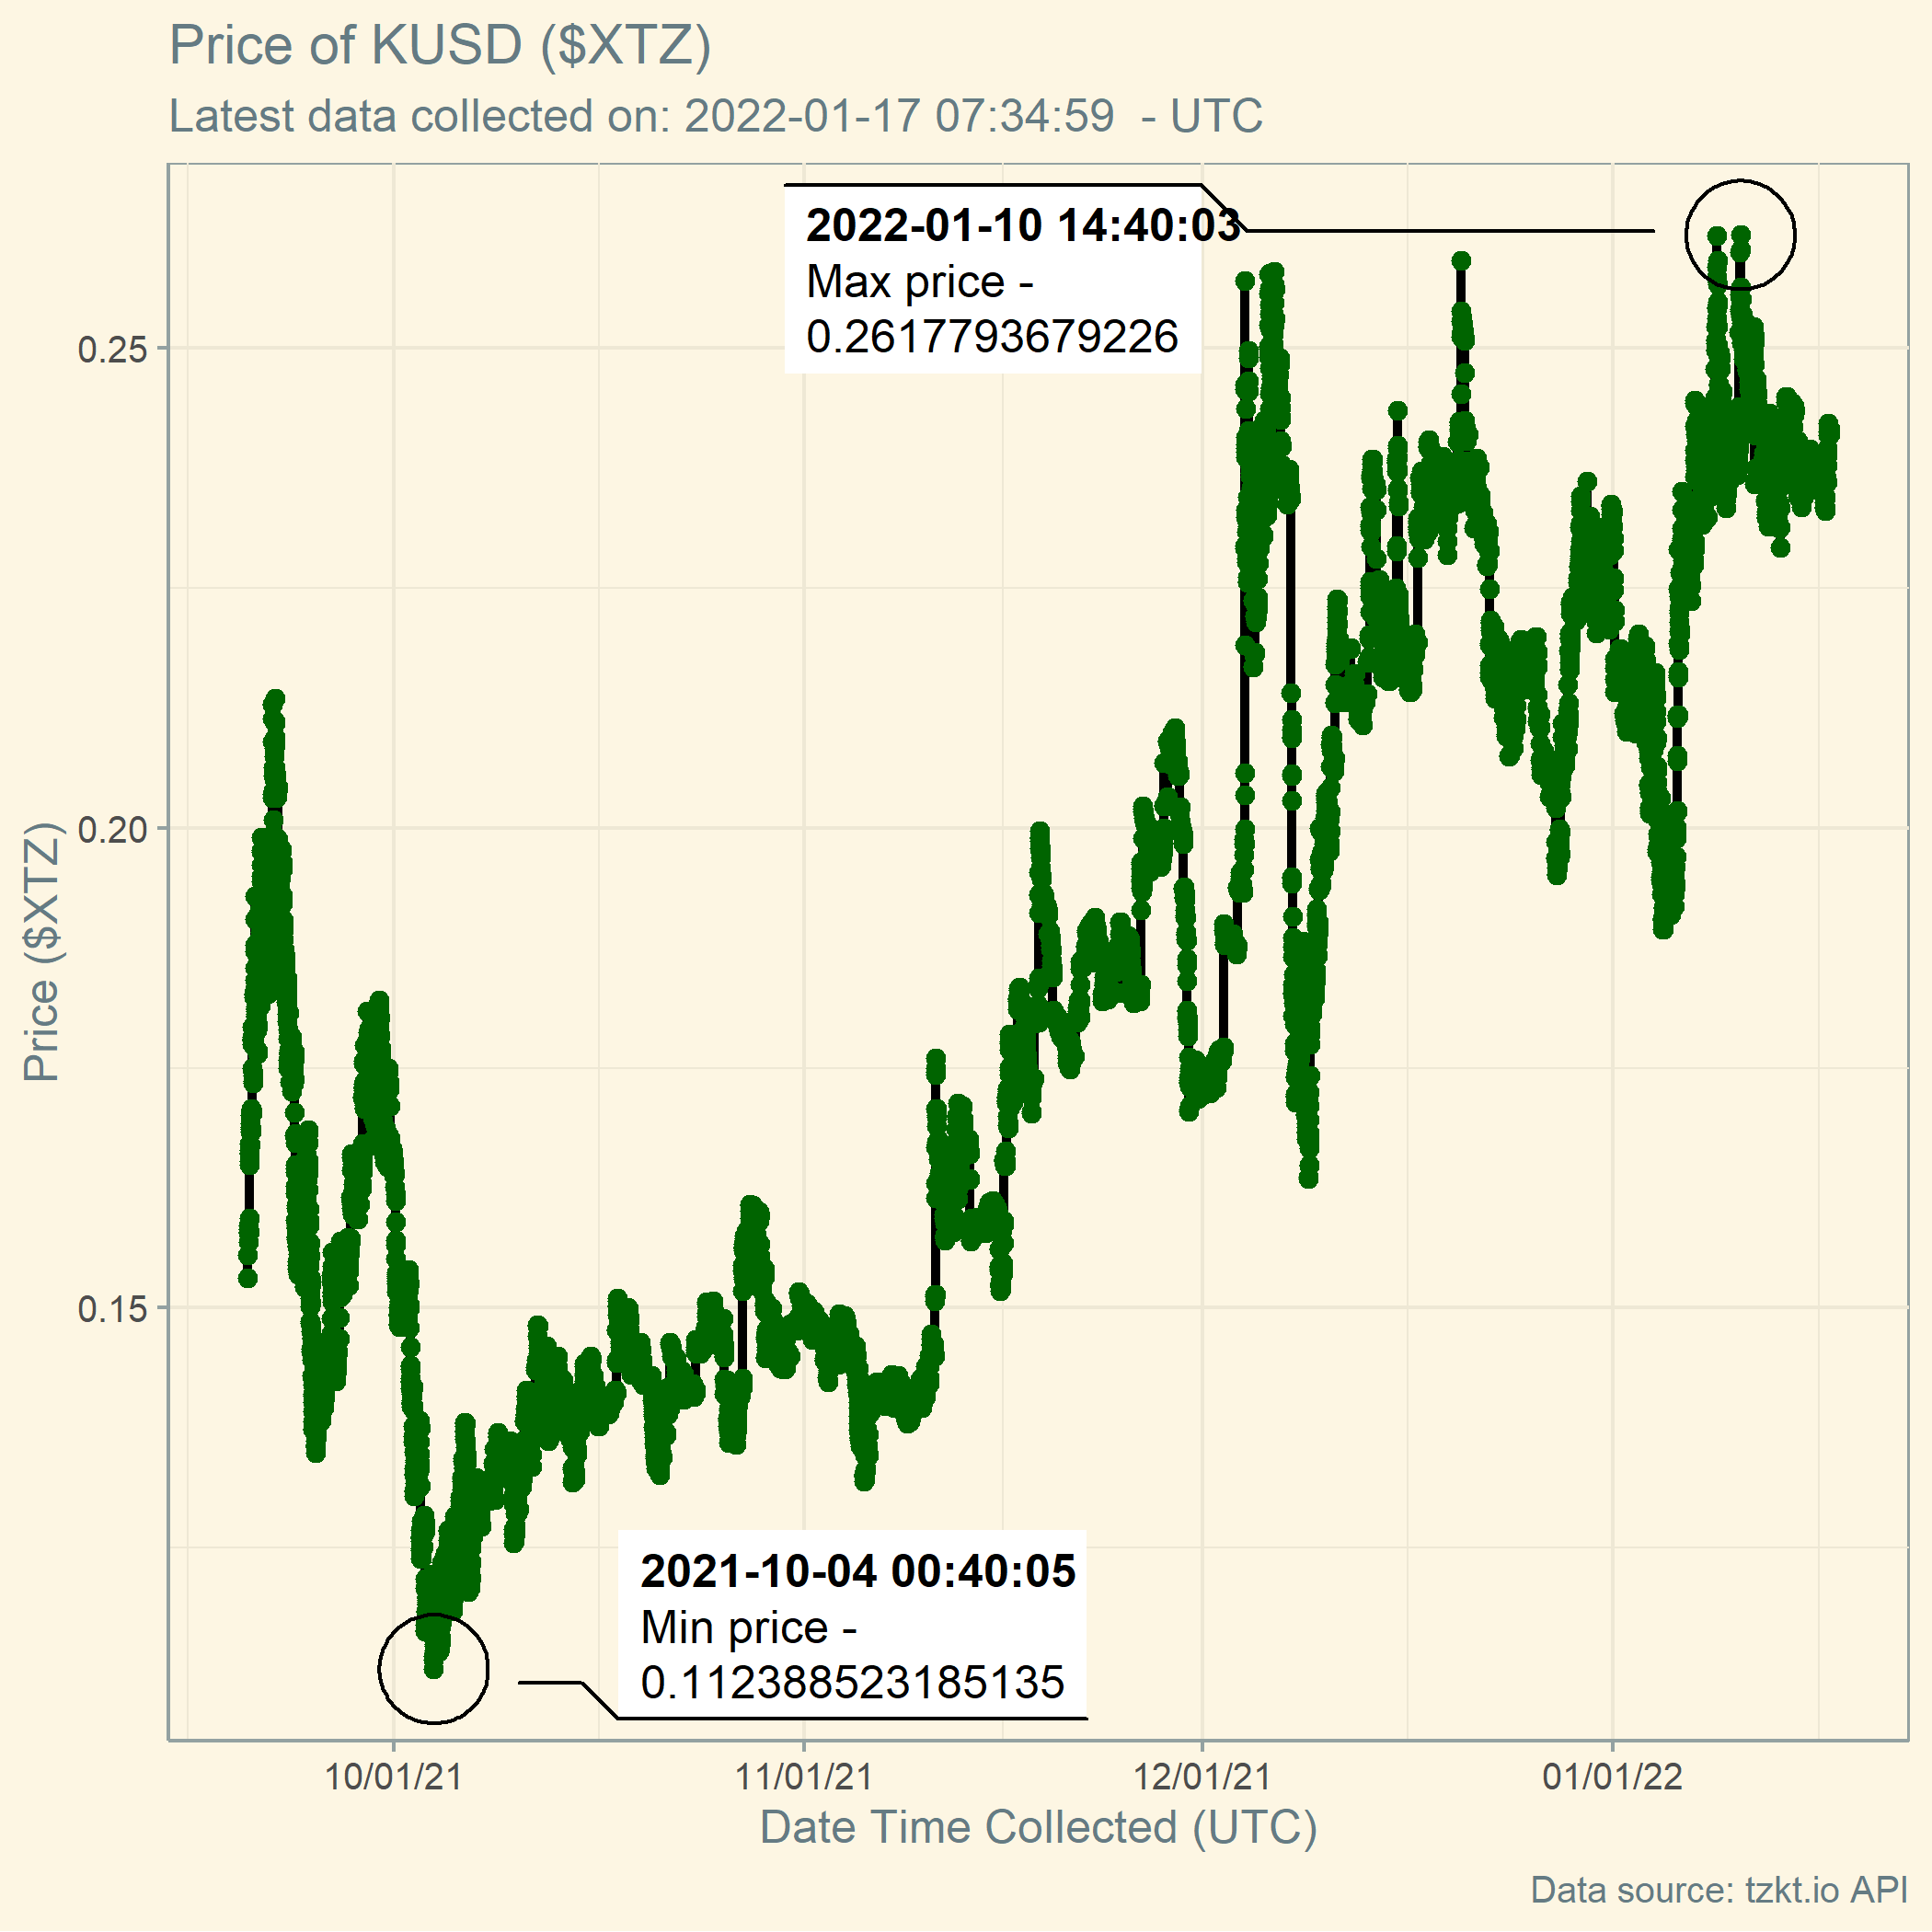 Price of KUSD ($XTZ)
Latest data collected on: 2022-01-17 07:34:59  - UTC
2022-01-10 14:40:03
Max price -
0.2617793679226
0.25
0.20
0.15
Price ($XTZ)
2021-10-04 00:40:05
Min price -
0.112388523185135
10/01/21
11/01/21
12/01/21
01/01/22
Date Time Collected (UTC)
Data source: tzkt.io API